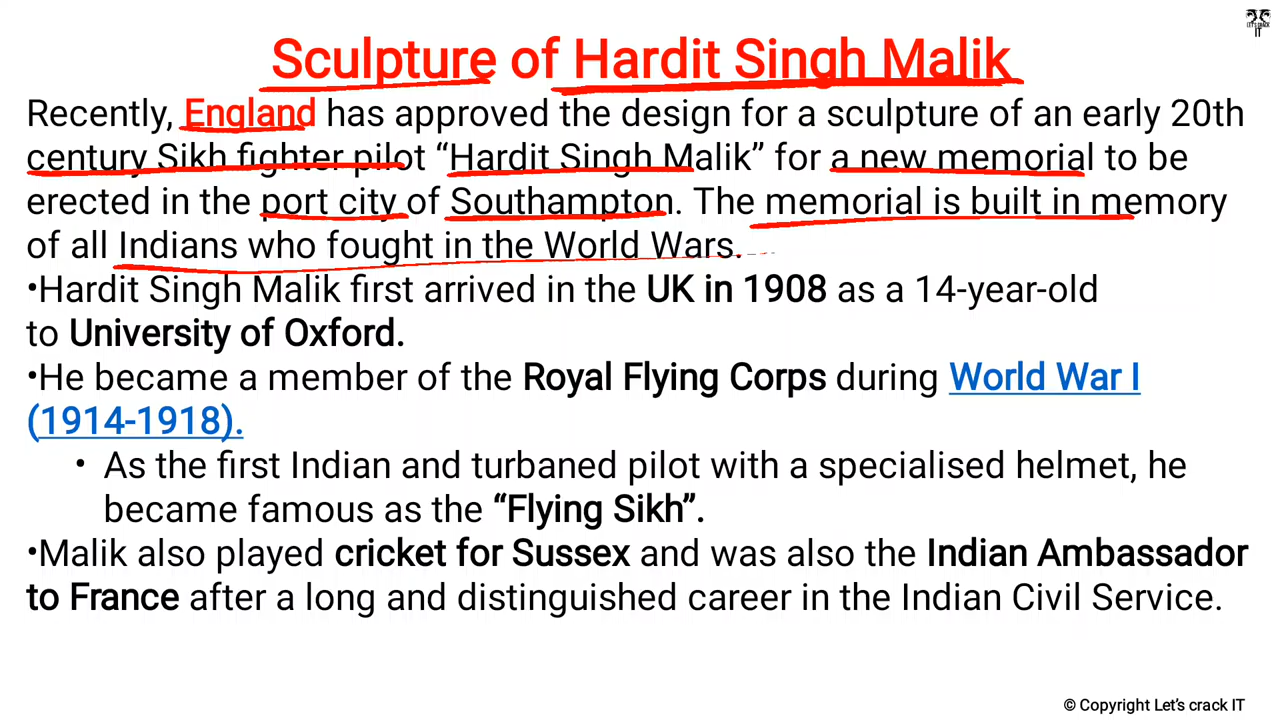 LET'S CRACK
IT
Sculpture of Hardit Singh Malik
Recently, England has approved the design for a sculpture of an early 20th
century Sikh fighter pilot “Hardit Singh Malik” for a new memorial to be
erected in the port city of Southampton. The memorial is built in memory
of all Indians who fought in the World Wars.
•Hardit Singh Malik first arrived in the UK in 1908 as a 14-year-old
to University of Oxford.
•He became a member of the Royal Flying Corps during World War I
(1914-1918).
• As the first Indian and turbaned pilot with a specialised helmet, he
became famous as the “Flying Sikh”.
•Malik also played cricket for Sussex and was also the Indian Ambassador
to France after a long and distinguished career in the Indian Civil Service.
© Copyright Let's crack IT